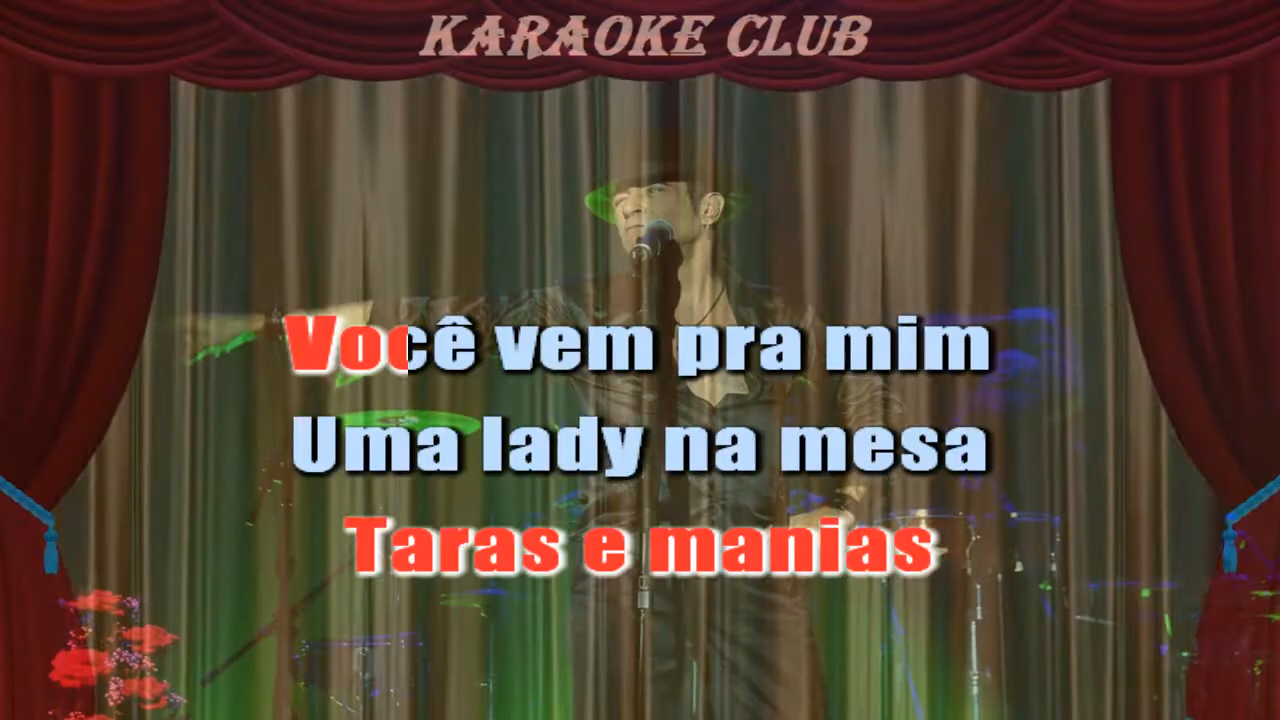 KARAOKE CLUB
Você vem pra mim
Uma lady na mesa
Taras e manias